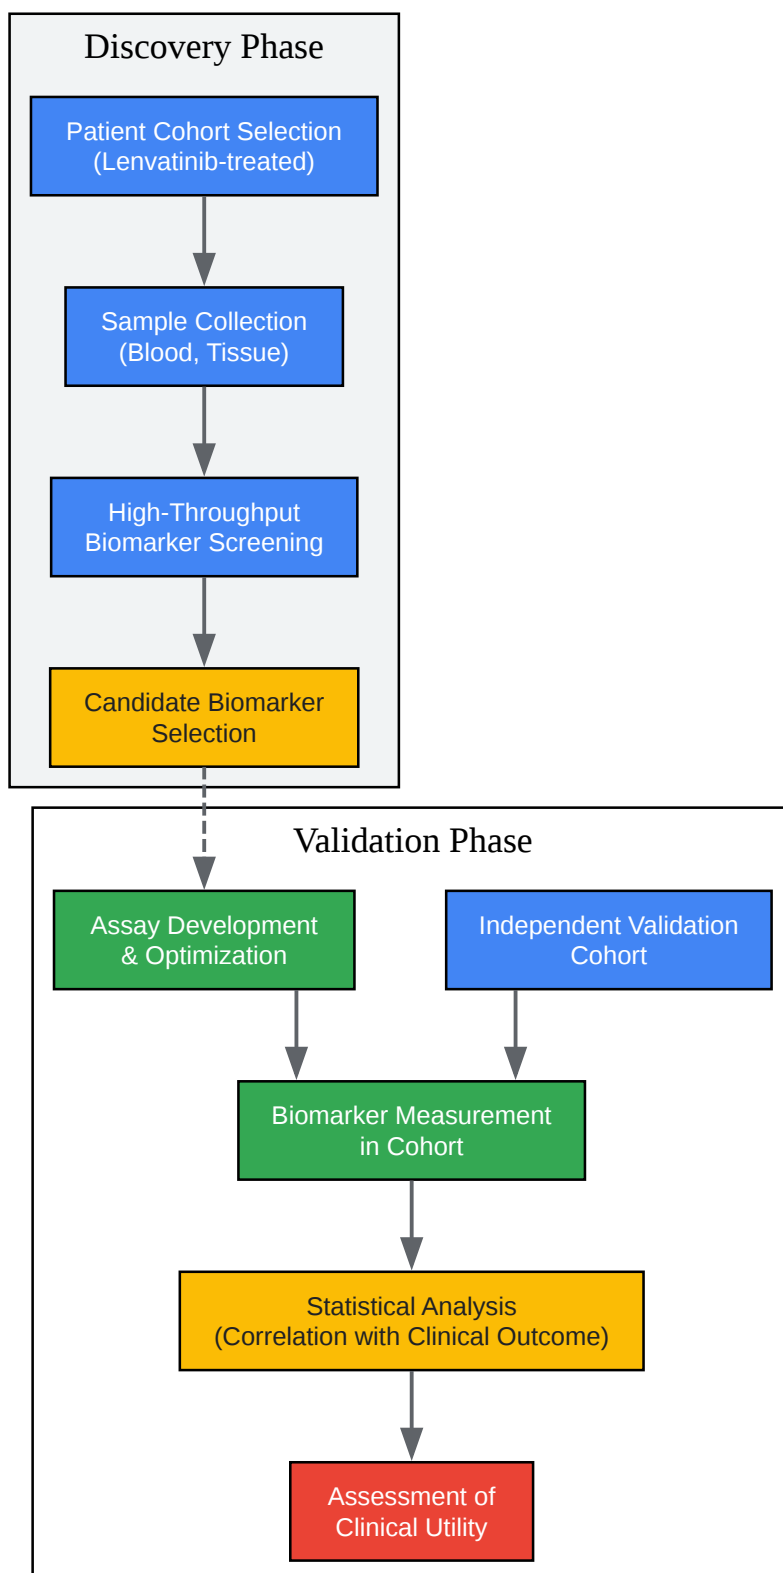 Discovery Phase
Patient Cohort Selection
(Lenvatinib-treated)
Sample Collection
(Blood, Tissue)
High-Throughput
Biomarker Screening
Candidate Biomarker
Selection
Validation Phase
Assay Development
& Optimization
Independent Validation
Cohort
Biomarker Measurement
in Cohort
Statistical Analysis
(Correlation with Clinical Outcome)
Assessment of
Clinical Utility